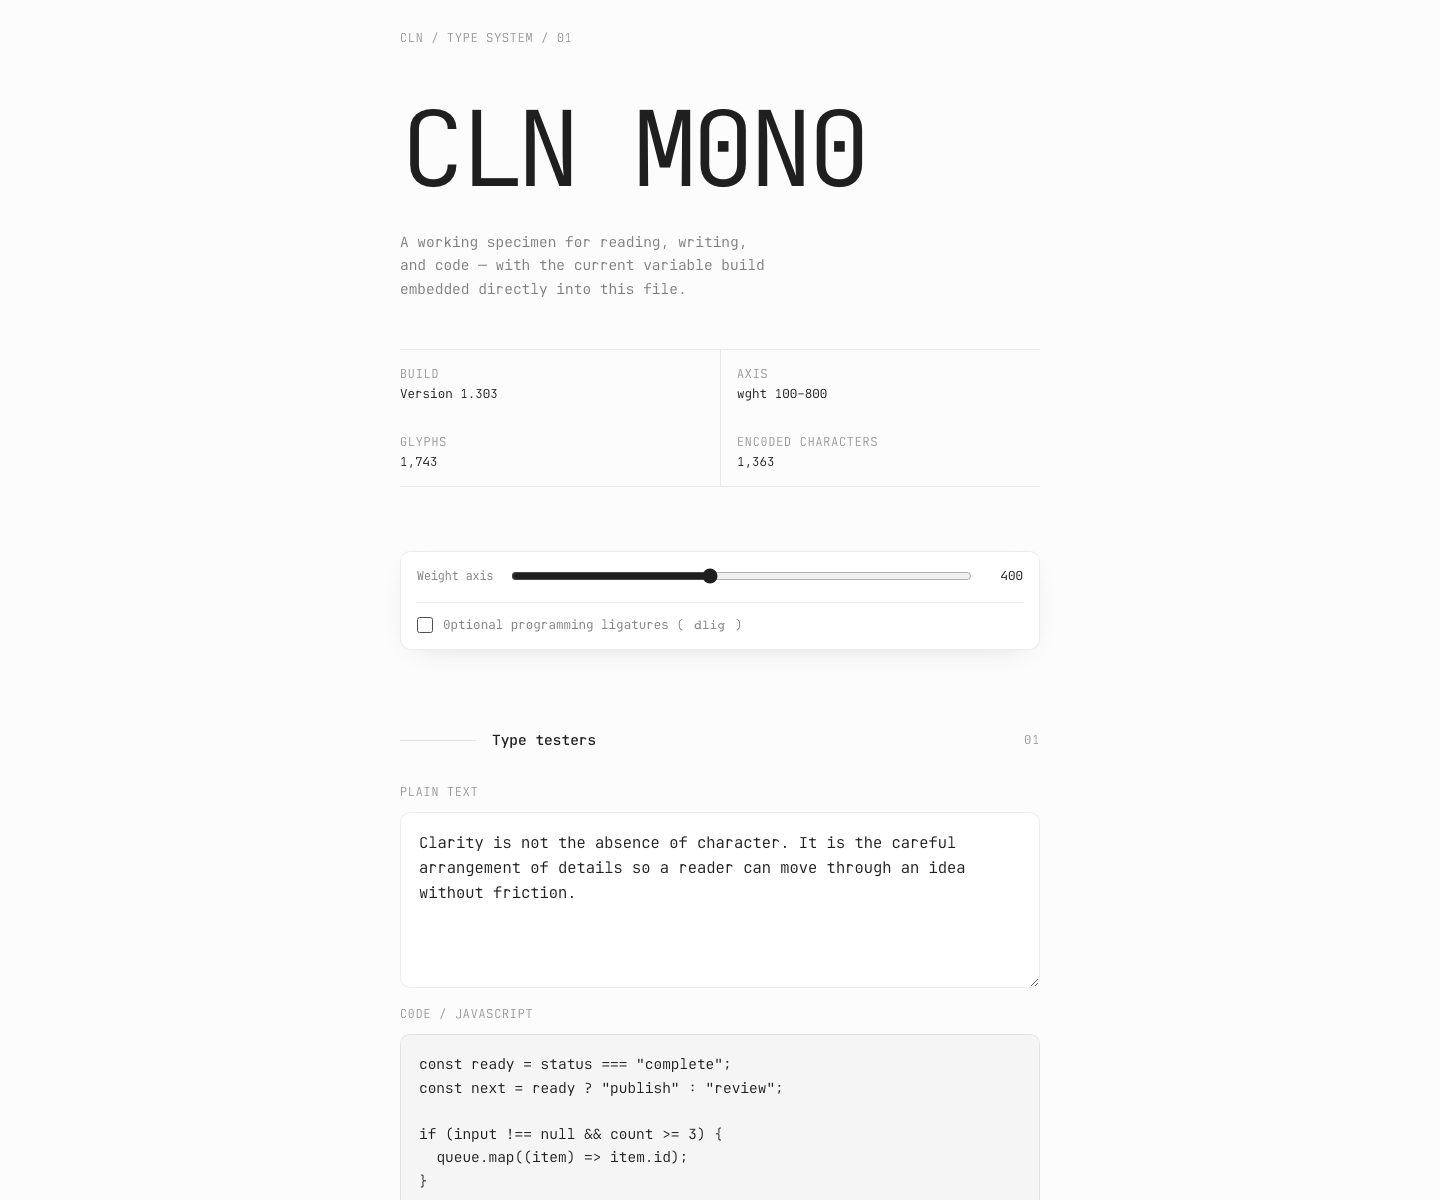 CLN / TYPE SYSTEM / 01
CLN MONO
A working specimen for reading, writing,
and code — with the current variable build
embedded directly into this file.
BUILD
Version 1.303
AXIS
wght 100–800
GLYPHS
1,743
ENCODED CHARACTERS
1,363
Weight axis 400
Optional programming ligatures ( dlig )
Type testers 01
PLAIN TEXT
Clarity is not the absence of character. It is the careful
arrangement of details so a reader can move through an idea
without friction.
CODE / JAVASCRIPT
const ready = status === "complete";
const next = ready ? "publish" : "review";
if (input !== null && count >= 3) {
  queue.map((item) => item.id);
}